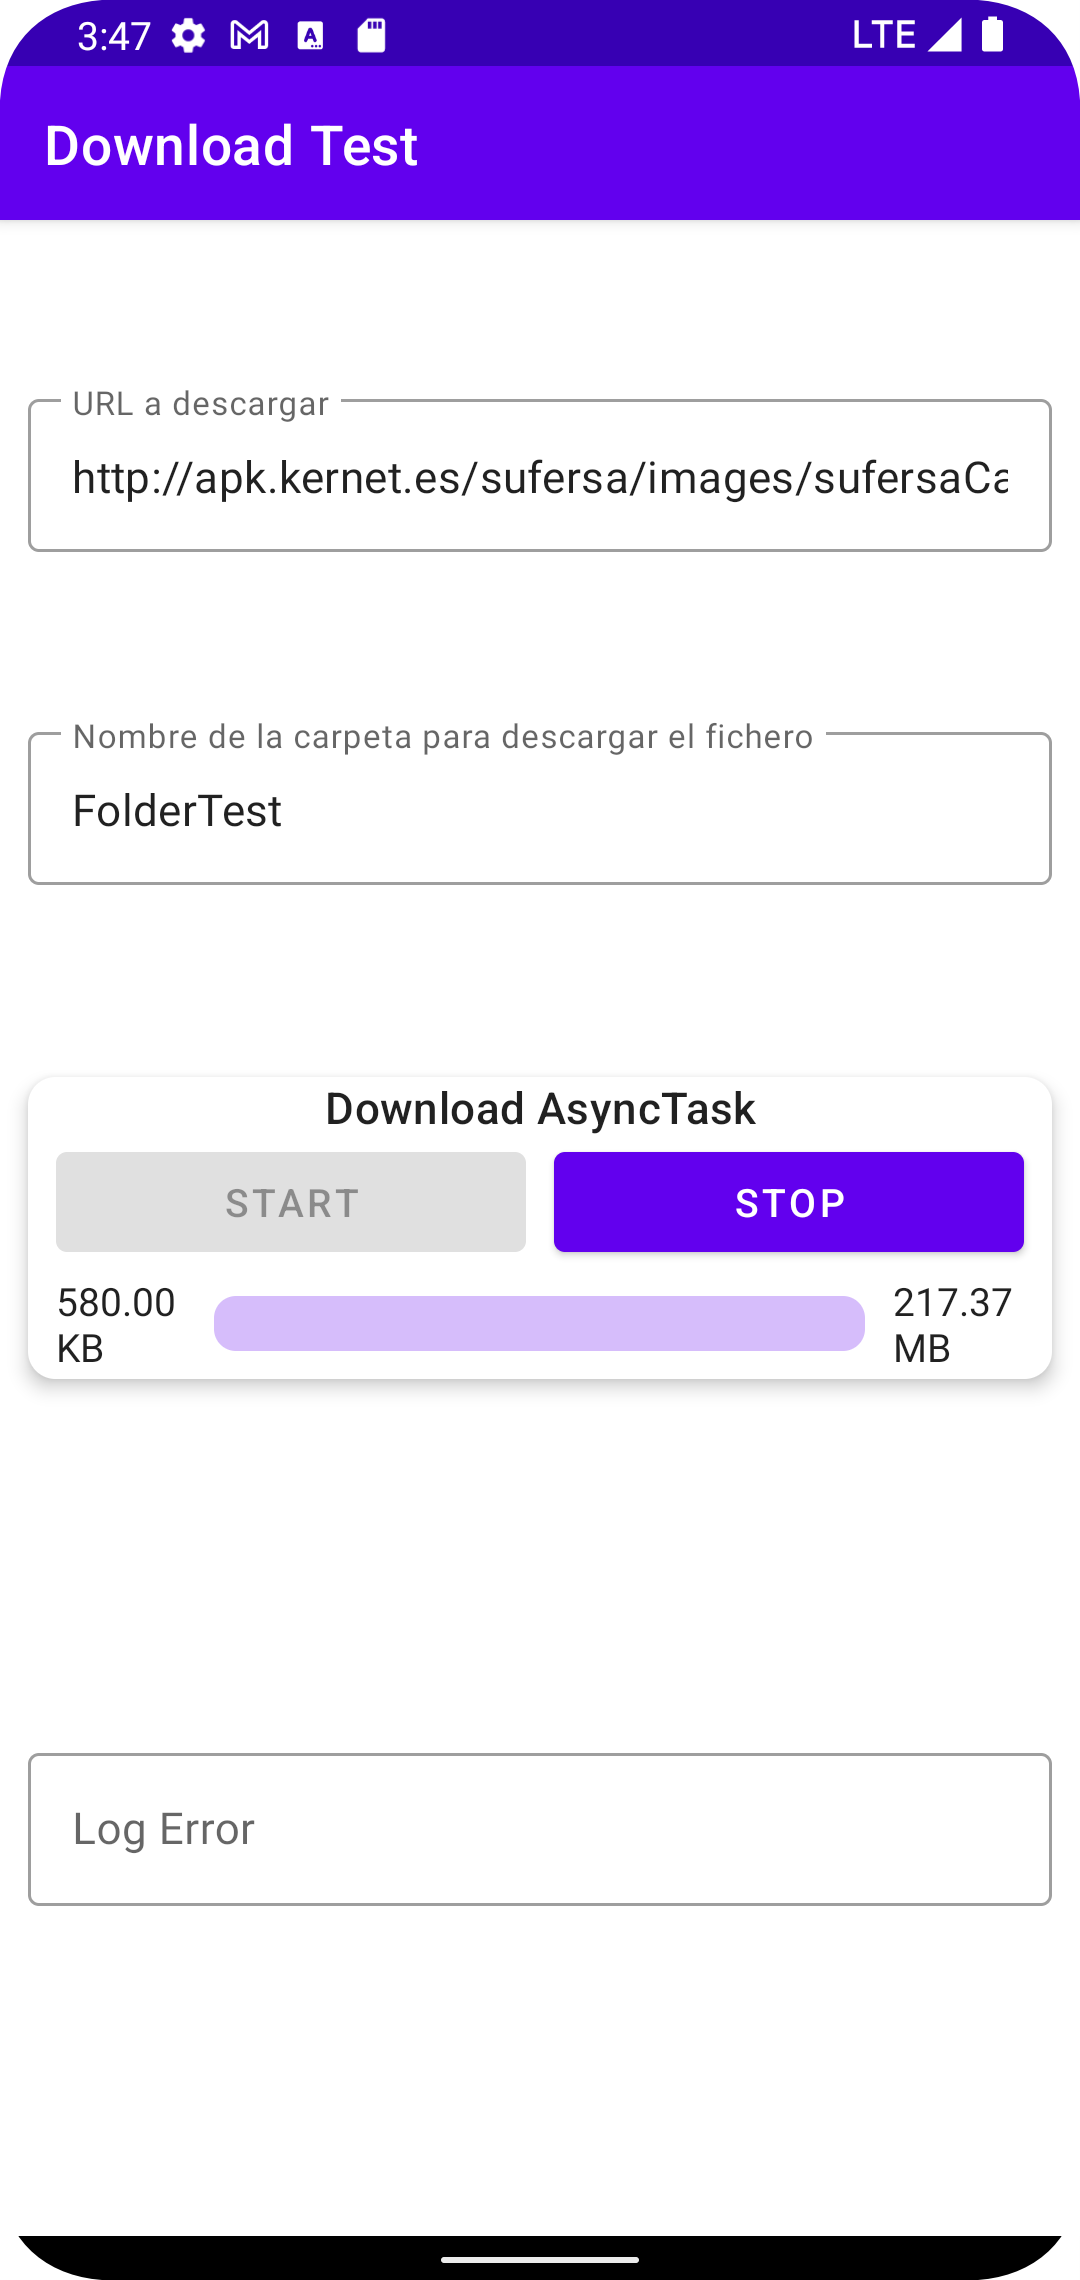 3:47 LTE
Download Test
URL a descargar
http://apk.kernet.es/sufersa/images/sufersaCa
Nombre de la carpeta para descargar el fichero
FolderTest
Download AsyncTask
START STOP
580.00 KB 217.37 MB
Log Error